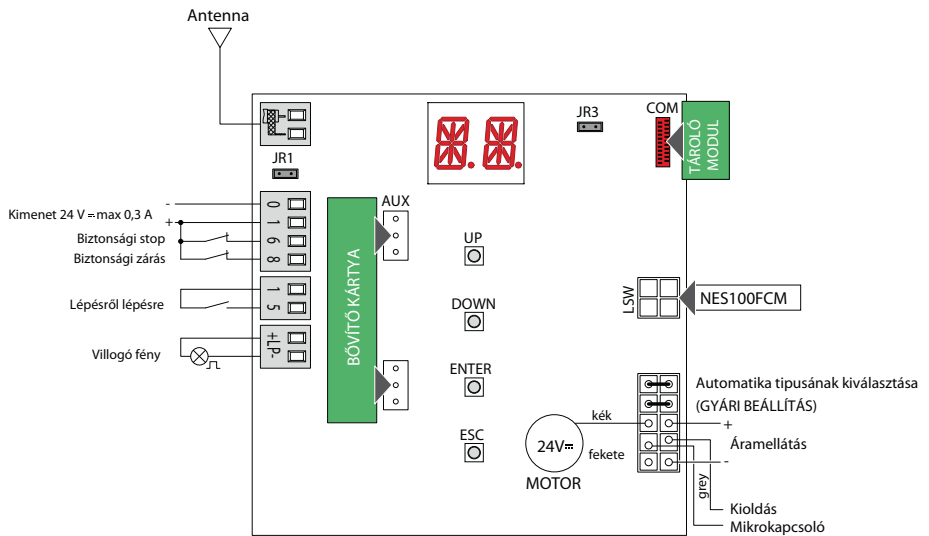 Antenna
JR1
JR3
COM
TÁROLÓ
MODUL
Kimenet 24 V ⎓ max 0,3 A
-
+
0
1
6
8
Biztonsági stop
Biztonsági zárás
1
5
Lépésről lépésre
+LP-
Villogó fény
BŐVÍTŐ KÁRTYA
AUX
UP
DOWN
ENTER
ESC
LSW
NES100FCM
Automatika tipusának kiválasztása
(GYÁRI BEÁLLÍTÁS)
kék
fekete
24V⎓
MOTOR
+
Áramellátás
-
grey
Kioldás
Mikrokapcsoló